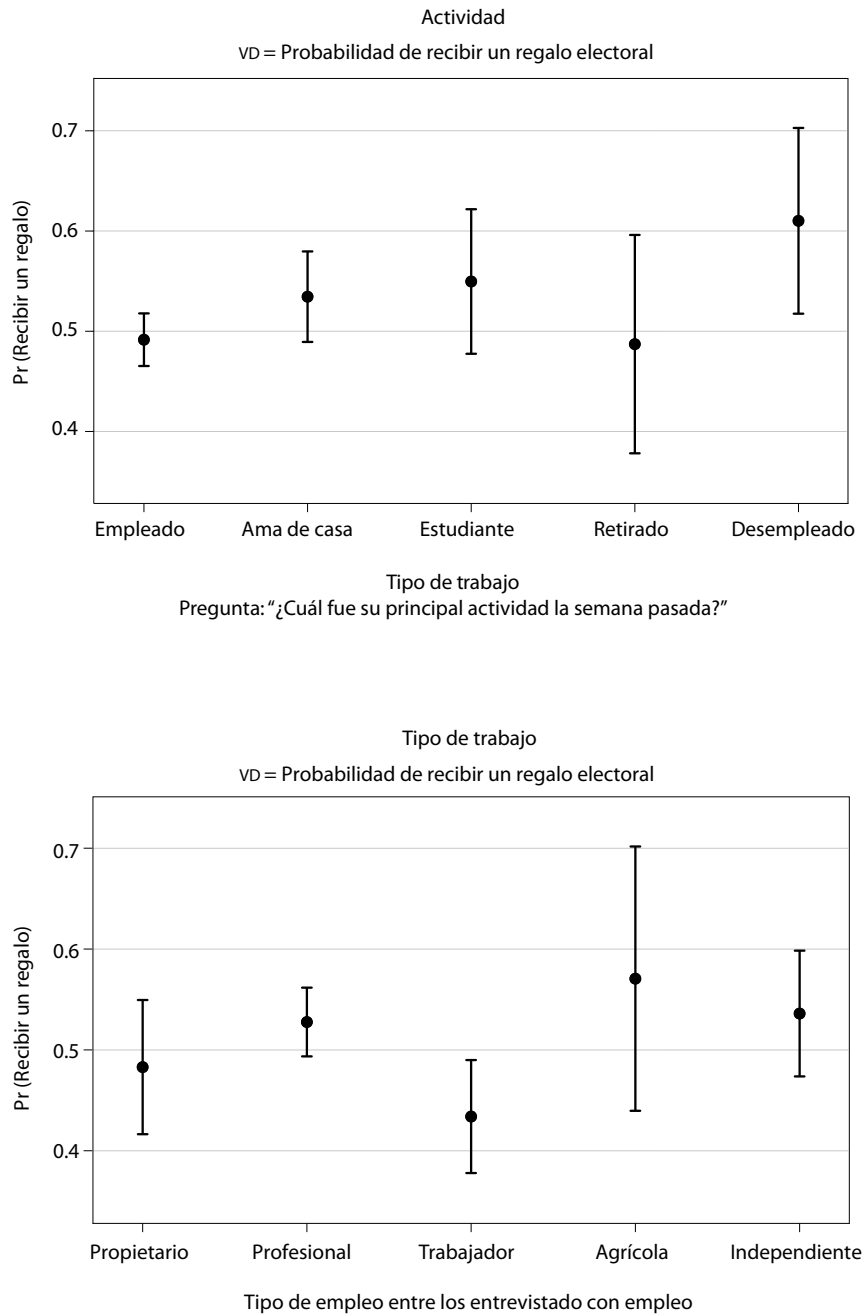 Actividad
VD = Probabilidad de recibir un regalo electoral
Pr (Recibir un regalo)
0.7
0.6
0.5
0.4
Empleado Ama de casa Estudiante Retirado Desempleado
Tipo de trabajo
Pregunta: “¿Cuál fue su principal actividad la semana pasada?”
Tipo de trabajo
VD = Probabilidad de recibir un regalo electoral
Pr (Recibir un regalo)
0.7
0.6
0.5
0.4
Propietario Profesional Trabajador Agrícola Independiente
Tipo de empleo entre los entrevistado con empleo